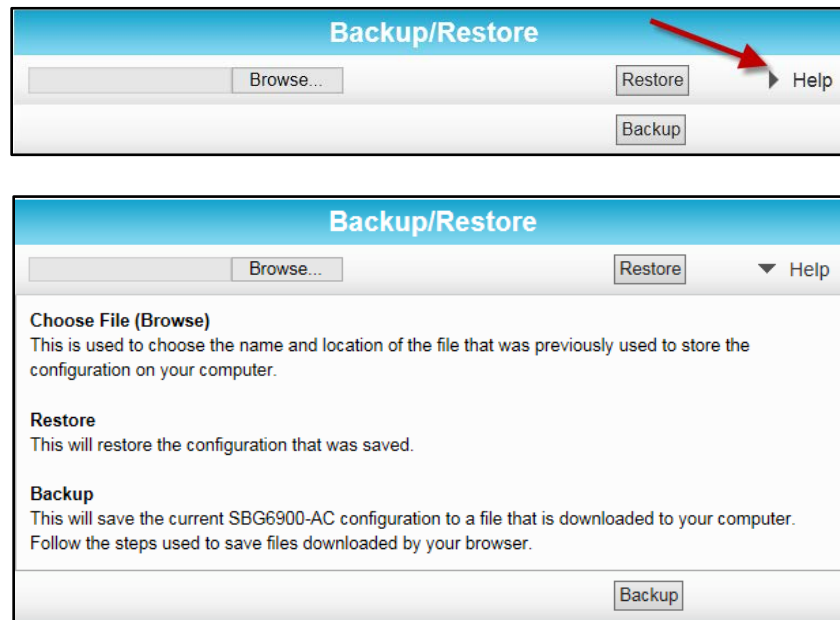 Backup/Restore
Browse... Restore Help
Backup
Backup/Restore
Browse... Restore Help
Choose File (Browse)
This is used to choose the name and location of the file that was previously used to store the
configuration on your computer.
Restore
This will restore the configuration that was saved.
Backup
This will save the current SBG6900-AC configuration to a file that is downloaded to your computer.
Follow the steps used to save files downloaded by your browser.
Backup